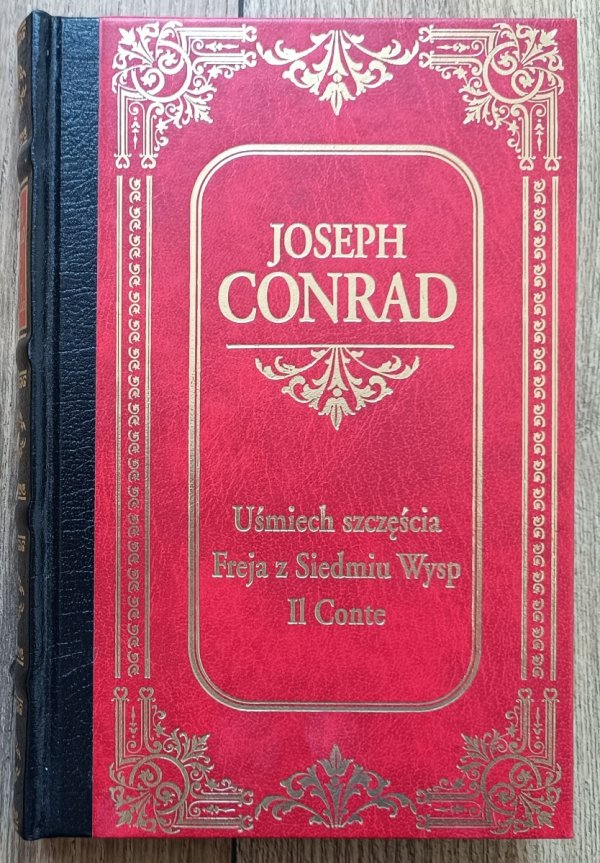 JOSEPH
CONRAD
Uśmiech szczęścia
Freja z Siedmiu Wysp
Il Conte